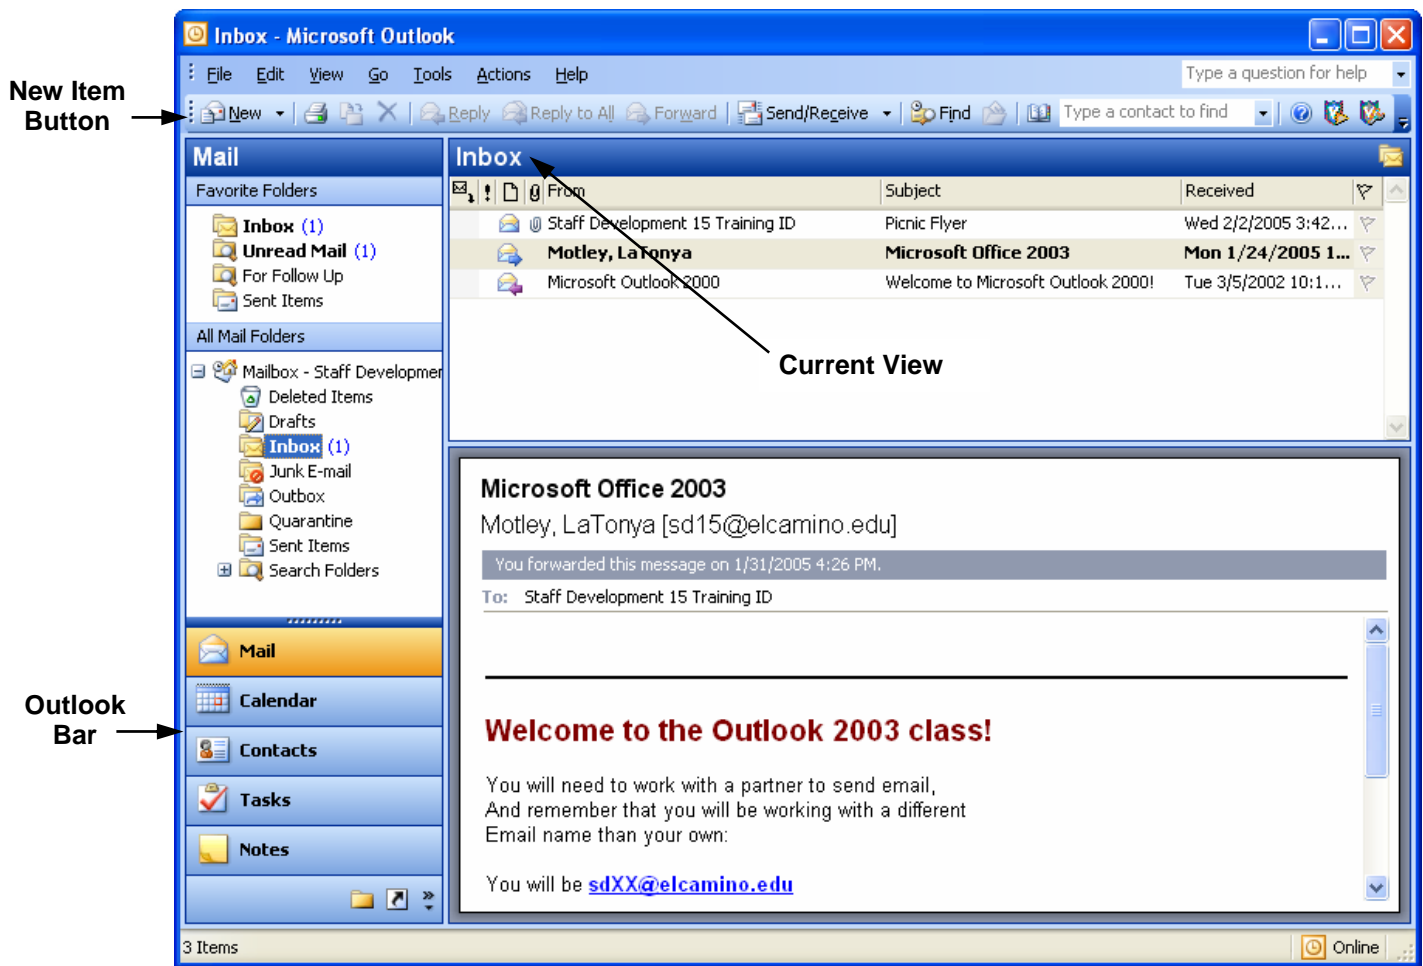 Inbox - Microsoft Outlook
File Edit View Go Tools Actions Help Type a question for help
New Item
Button
New Reply Reply to All Forward Send/Receive Find Type a contact to find
Mail
Favorite Folders
Inbox (1)
Unread Mail (1)
For Follow Up
Sent Items
All Mail Folders
Mailbox - Staff Developmer
Deleted Items
Drafts
Inbox (1)
Junk E-mail
Outbox
Quarantine
Sent Items
Search Folders
Outlook
Bar
Mail
Calendar
Contacts
Tasks
Notes
Inbox
From Subject Received
Staff Development 15 Training ID Picnic Flyer Wed 2/2/2005 3:42...
Motley, LaTonya Microsoft Office 2003 Mon 1/24/2005 1...
Microsoft Outlook 2000 Welcome to Microsoft Outlook 2000! Tue 3/5/2002 10:1...
Current View
Microsoft Office 2003
Motley, LaTonya [sd15@elcamino.edu]
You forwarded this message on 1/31/2005 4:26 PM.
To: Staff Development 15 Training ID
Welcome to the Outlook 2003 class!
You will need to work with a partner to send email,
And remember that you will be working with a different
Email name than your own:
You will be sdXX@elcamino.edu
3 Items Online